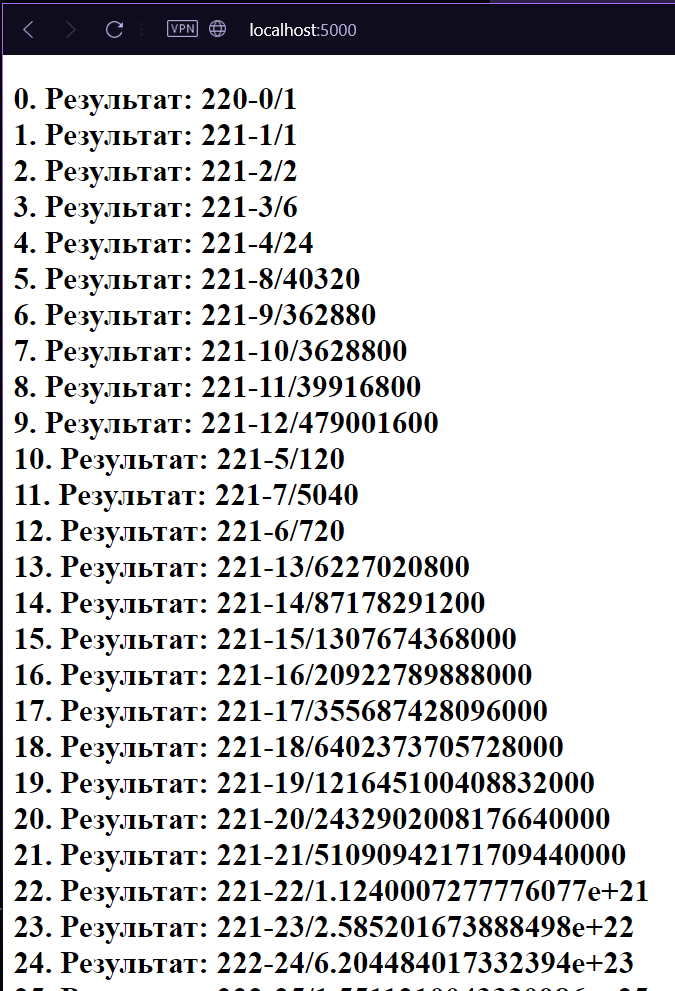 VPN localhost:5000
0. Результат: 220-0/1
1. Результат: 221-1/1
2. Результат: 221-2/2
3. Результат: 221-3/6
4. Результат: 221-4/24
5. Результат: 221-8/40320
6. Результат: 221-9/362880
7. Результат: 221-10/3628800
8. Результат: 221-11/39916800
9. Результат: 221-12/479001600
10. Результат: 221-5/120
11. Результат: 221-7/5040
12. Результат: 221-6/720
13. Результат: 221-13/6227020800
14. Результат: 221-14/87178291200
15. Результат: 221-15/1307674368000
16. Результат: 221-16/20922789888000
17. Результат: 221-17/355687428096000
18. Результат: 221-18/6402373705728000
19. Результат: 221-19/121645100408832000
20. Результат: 221-20/2432902008176640000
21. Результат: 221-21/51090942171709440000
22. Результат: 221-22/1.1240007277776077e+21
23. Результат: 221-23/2.585201673888498e+22
24. Результат: 222-24/6.204484017332394e+23